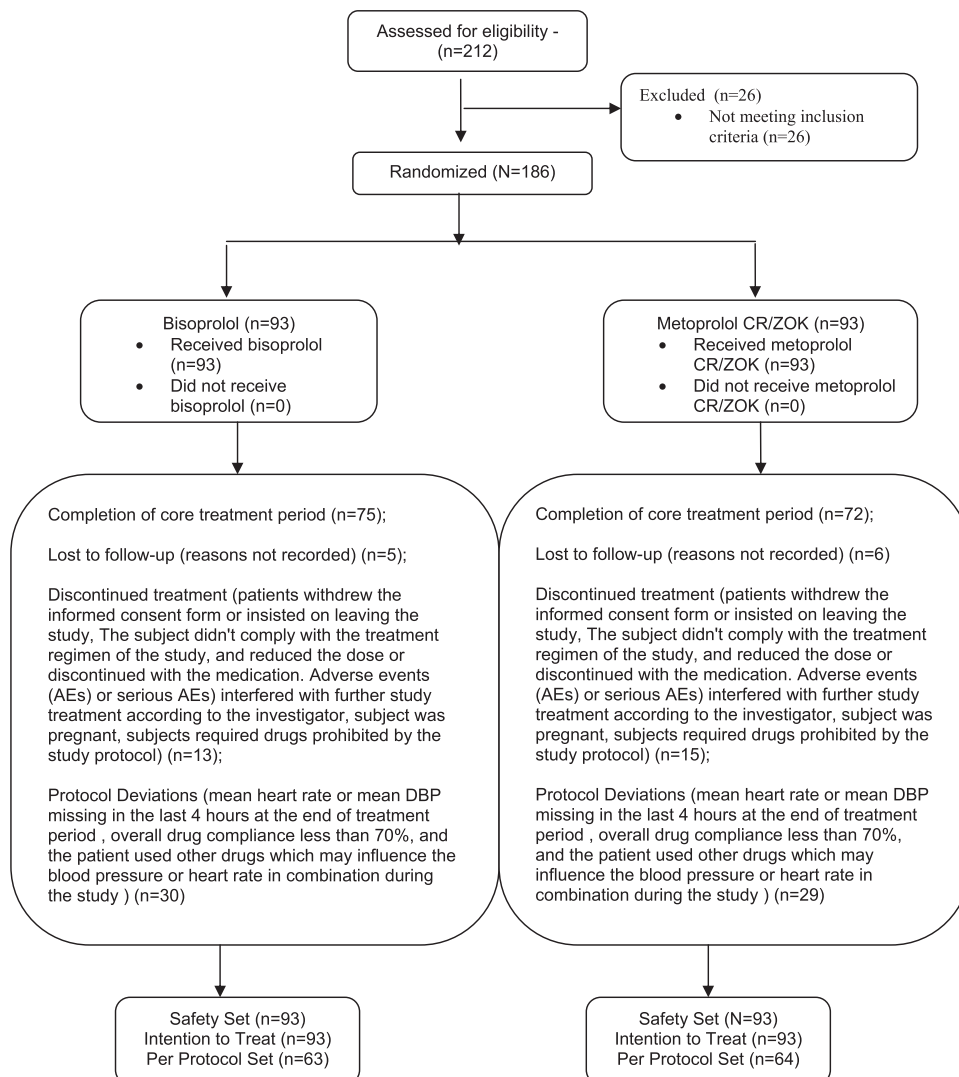 Assessed for eligibility -
(n=212)
Excluded (n=26)
• Not meeting inclusion
criteria (n=26)
Randomized (N=186)
Bisoprolol (n=93)
• Received bisoprolol
(n=93)
• Did not receive
bisoprolol (n=0)
Metoprolol CR/ZOK (n=93)
• Received metoprolol
CR/ZOK (n=93)
• Did not receive metoprolol
CR/ZOK (n=0)
Completion of core treatment period (n=75);
Lost to follow-up (reasons not recorded) (n=5);
Discontinued treatment (patients withdrew the
informed consent form or insisted on leaving the
study, The subject didn't comply with the treatment
regimen of the study, and reduced the dose or
discontinued with the medication. Adverse events
(AEs) or serious AEs) interfered with further study
treatment according to the investigator, subject was
pregnant, subjects required drugs prohibited by the
study protocol) (n=13);
Protocol Deviations (mean heart rate or mean DBP
missing in the last 4 hours at the end of treatment
period , overall drug compliance less than 70%, and
the patient used other drugs which may influence the
blood pressure or heart rate in combination during
the study ) (n=30)
Completion of core treatment period (n=72);
Lost to follow-up (reasons not recorded) (n=6)
Discontinued treatment (patients withdrew the
informed consent form or insisted on leaving the
study, The subject didn't comply with the treatment
regimen of the study, and reduced the dose or
discontinued with the medication. Adverse events
(AEs) or serious AEs) interfered with further study
treatment according to the investigator, subject was
pregnant, subjects required drugs prohibited by the
study protocol) (n=15);
Protocol Deviations (mean heart rate or mean DBP
missing in the last 4 hours at the end of treatment
period , overall drug compliance less than 70%,
and the patient used other drugs which may
influence the blood pressure or heart rate in
combination during the study ) (n=29)
Safety Set (n=93)
Intention to Treat (n=93)
Per Protocol Set (n=63)
Safety Set (N=93)
Intention to Treat (n=93)
Per Protocol Set (n=64)